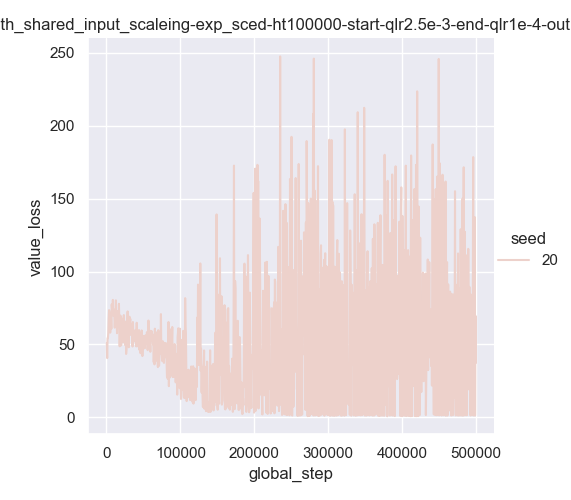 th_shared_input_scaleing-exp_sced-ht100000-start-qlr2.5e-3-end-qlr1e-4-out
250
200
150
100
50
0
value_loss
0 100000 200000 300000 400000 500000
global_step
seed
20